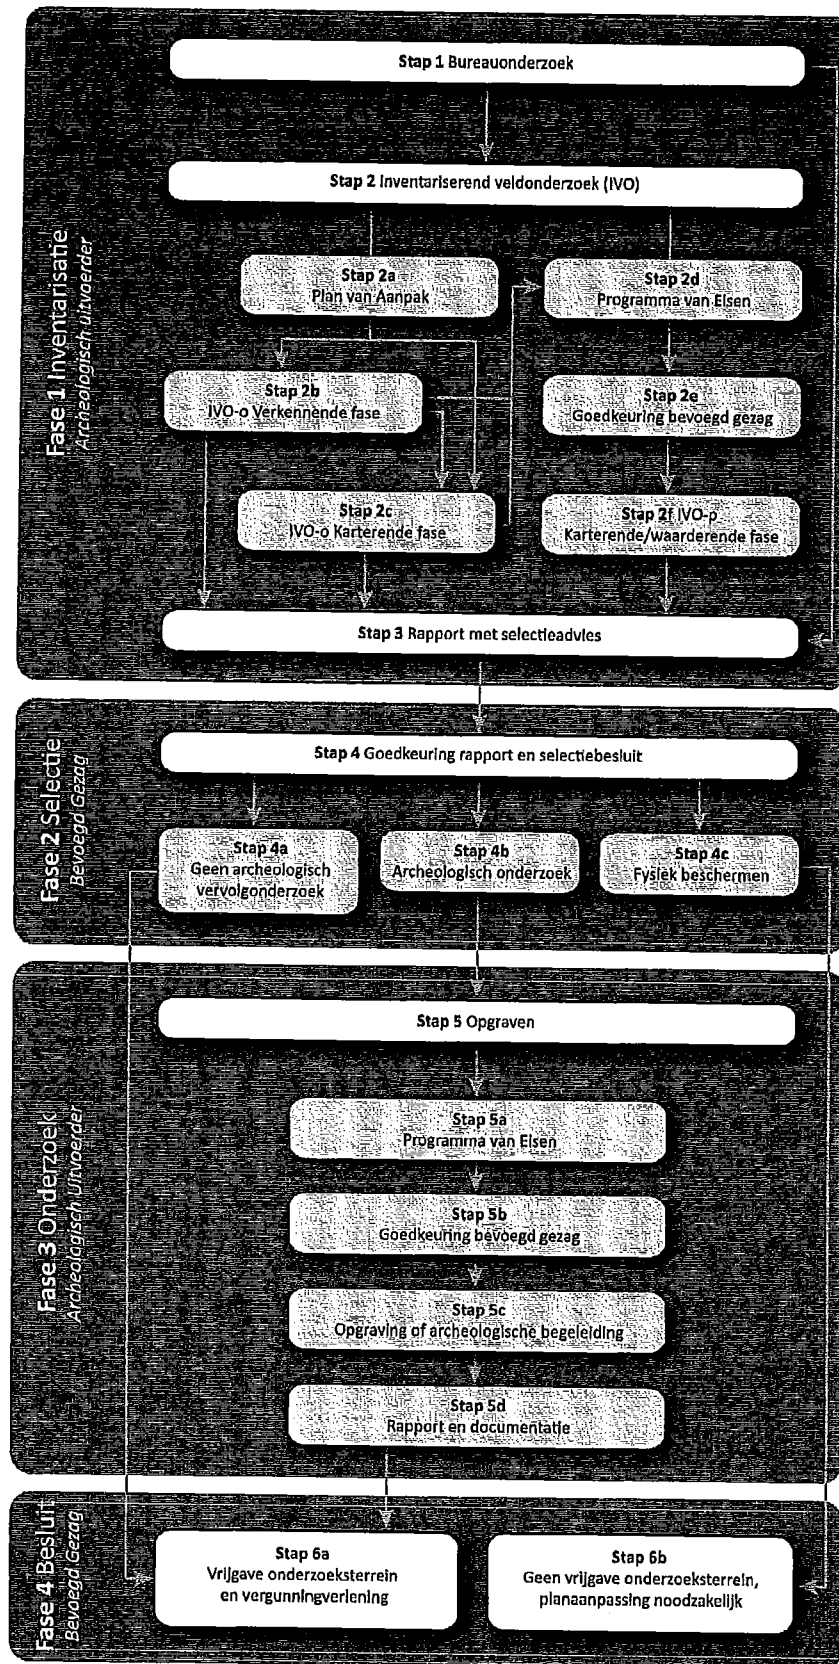 Fase 1 Inventarisatie
Archeologisch uitvoerder
Stap 1 Bureauonderzoek
Stap 2 Inventariserend veldonderzoek (IVO)
Stap 2a
Plan van Aanpak
Stap 2d
Programma van Eisen
Stap 2b
IVO-o Verkennende fase
Stap 2e
Goedkeuring bevoegd gezag
Stap 2c
IVO-o Karterende fase
Stap 2f IVO-p
Karterende/waarderende fase
Stap 3 Rapport met selectieadvies
Fase 2 Selectie
Bevoegd Gezag
Stap 4 Goedkeuring rapport en selectiebesluit
Stap 4a
Geen archeologisch
vervolgonderzoek
Stap 4b
Archeologisch onderzoek
Stap 4c
Fysiek beschermen
Fase 3 Onderzoek
Archeologisch Uitvoerder
Stap 5 Opgraven
Stap 5a
Programma van Eisen
Stap 5b
Goedkeuring bevoegd gezag
Stap 5c
Opgraving of archeologische begeleiding
Stap 5d
Rapport en documentatie
Fase 4 Besluit
Bevoegd Gezag
Stap 6a
Vrijgave onderzoeksterrein
en vergunningverlening
Stap 6b
Geen vrijgave onderzoeksterrein,
planaanpassing noodzakelijk